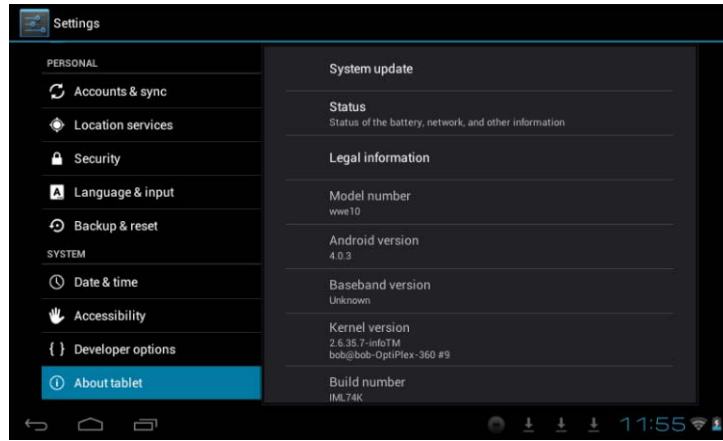 Settings
PERSONAL
Accounts & sync
Location services
Security
Language & input
Backup & reset
SYSTEM
Date & time
Accessibility
{ } Developer options
About tablet
System update
Status
Status of the battery, network, and other information
Legal information
Model number
wwe10
Android version
4.0.3
Baseband version
Unknown
Kernel version
2.6.35.7-infoTM
bob@bob-OptiPlex-360 #9
Build number
IML74K
11:55